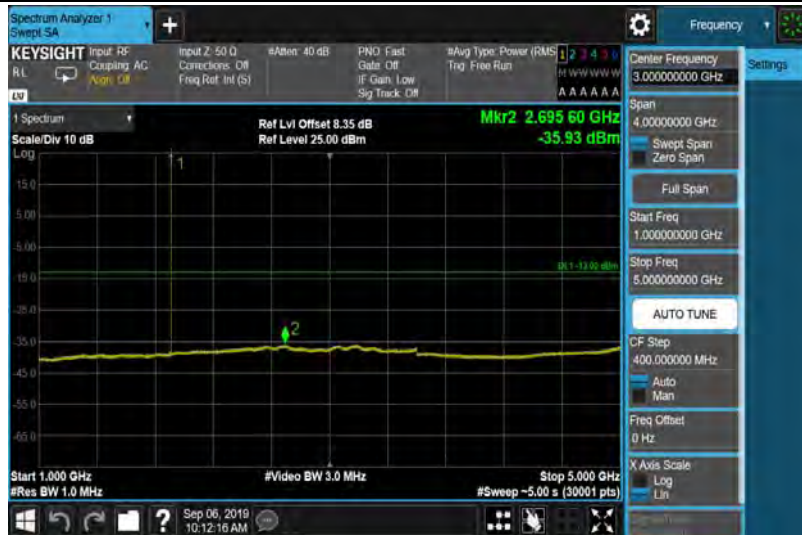 Spectrum Analyzer 1
Swept SA
+
Frequency
KEYSIGHT
R L
LXI
Input: RF
Coupling: AC
Align: Off
Input Z: 50 Ω
Corrections: Off
Freq Ref: Int (S)
#Atten: 40 dB
PNO: Fast
Gate: Off
IF Gain: Low
Sig Track: Off
#Avg Type: Power (RMS
Trig: Free Run
1 2 3 4 5 6
M W W W W W
A A A A A A
1 Spectrum
Scale/Div 10 dB
Log
Ref Lvl Offset 8.35 dB
Ref Level 25.00 dBm
Mkr2 2.695 60 GHz
-35.93 dBm
1
15.0
5.00
-5.00
DL1 -13.00 dBm
-15.0
-25.0
2
-35.0
-45.0
-55.0
-65.0
Start 1.000 GHz
#Res BW 1.0 MHz
#Video BW 3.0 MHz
Stop 5.000 GHz
#Sweep ~5.00 s (30001 pts)
Center Frequency
3.000000000 GHz
Settings
Span
4.00000000 GHz
Swept Span
Zero Span
Full Span
Start Freq
1.000000000 GHz
Stop Freq
5.000000000 GHz
AUTO TUNE
CF Step
400.000000 MHz
Auto
Man
Freq Offset
0 Hz
X Axis Scale
Log
Lin
?
Sep 06, 2019
10:12:16 AM